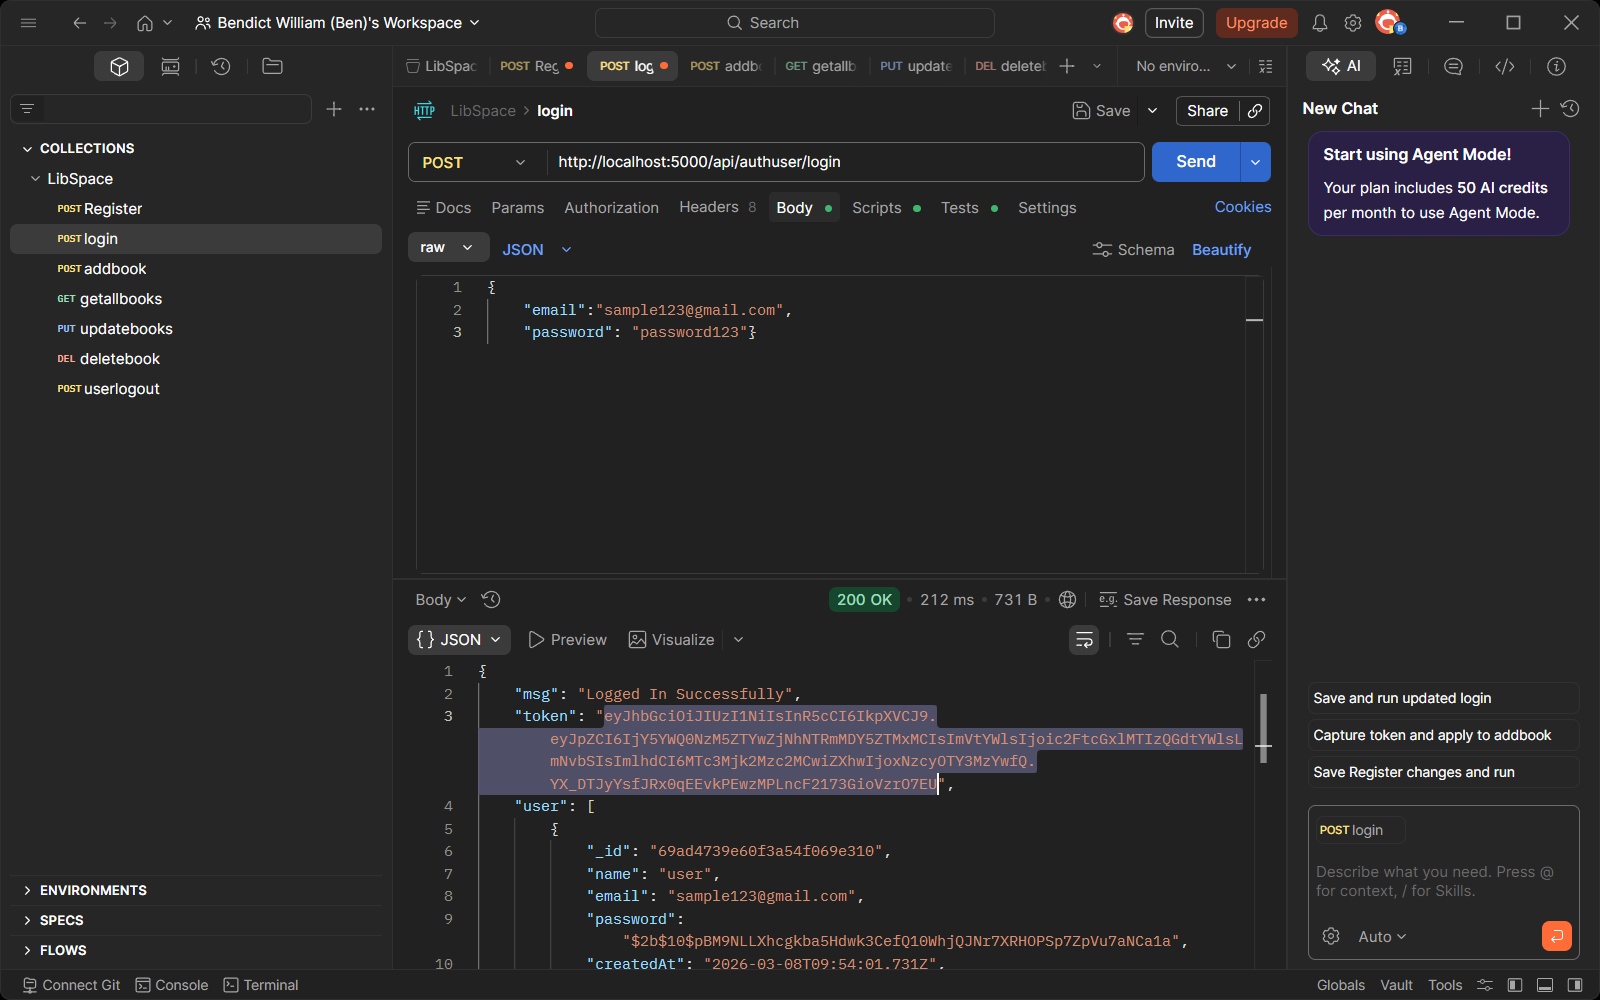 Bendict William (Ben)'s Workspace
Search
Invite
Upgrade
LibSpac
POST Reg
POST log
POST addb
GET getallb
PUT update
DEL deletel
No enviro...
AI
HTTP LibSpace > login
Save
Share
New Chat
COLLECTIONS
LibSpace
POST Register
POST login
POST addbook
GET getallbooks
PUT updatebooks
DEL deletebook
POST userlogout
ENVIRONMENTS
SPECS
FLOWS
POST
http://localhost:5000/api/authuser/login
Send
Docs
Params
Authorization
Headers 8
Body
Scripts
Tests
Settings
Cookies
raw
JSON
Schema
Beautify
1 {
2 "email":"sample123@gmail.com",
3 "password": "password123"}
Body
200 OK
212 ms
731 B
e.g. Save Response
{} JSON
Preview
Visualize
1 {
2 "msg": "Logged In Successfully",
3 "token": "eyJhbGciOiJIUzI1NiIsInR5cCI6IkpXVCJ9.
eyJpZCI6IjY5YWQ0NzM5ZTYwZjNhNTRmMDY5ZTMxMCIsImVtYWlsIjoic2FtcGxlMTIzQGdtYWlsL
mNvbSIsImlhdCI6MTc3Mjk2Mzc2MCwiZXhwIjoxNzcyOTY3MzYwfQ.
YX_DTJyYsfJRx0qEEvkPEwzMPLncF2173GioVzrO7EU",
4 "user": [
5 {
6 "_id": "69ad4739e60f3a54f069e310",
7 "name": "user",
8 "email": "sample123@gmail.com",
9 "password":
"$2b$10$pBM9NLLXhcgkba5Hdwk3CefQ10WhjQJNr7XRHOPSp7ZpVu7aNCa1a",
10 "createdAt": "2026-03-08T09:54:01.731Z",
Start using Agent Mode!
Your plan includes 50 AI credits
per month to use Agent Mode.
Save and run updated login
Capture token and apply to addbook
Save Register changes and run
POST login
Describe what you need. Press @
for context, / for Skills.
Auto
Connect Git
Console
Terminal
Globals
Vault
Tools